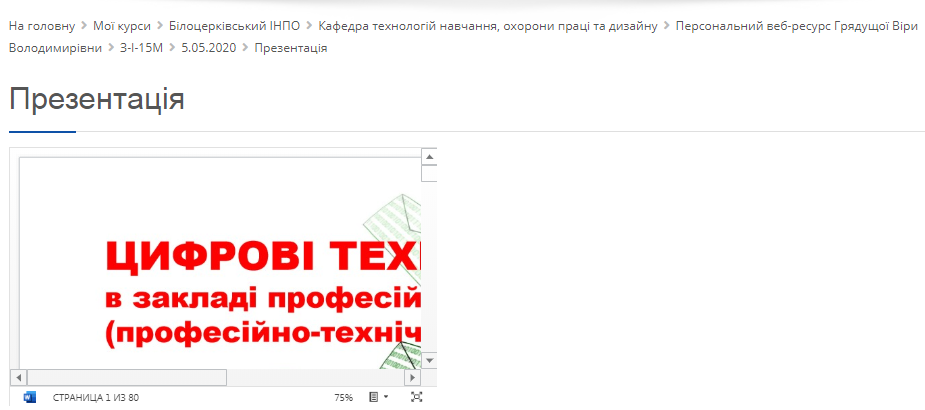 На головну > Мої курси > Білоцерківський ІНПО > Кафедра технологій навчання, охорони праці та дизайну > Персональний веб-ресурс Грядущої Віри
Володимирівни > З-І-15М > 5.05.2020 > Презентація
Презентація
ЦИФРОВІ ТЕХ
в закладі професій
(професійно-техніч
СТРАНИЦА 1 ИЗ 80 75%